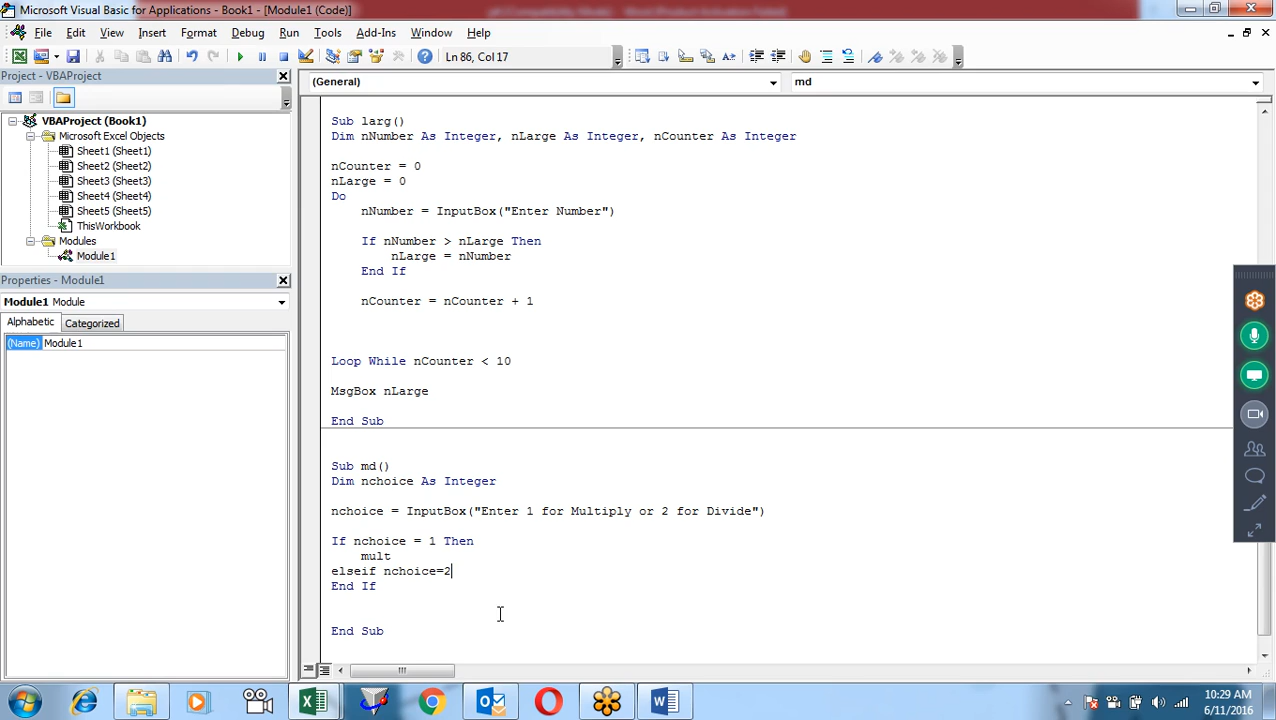 Microsoft Visual Basic for Applications - Book1 - [Module1 (Code)]
File Edit View Insert Format Debug Run Tools Add-Ins Window Help
Ln 86, Col 17
Project - VBAProject
(General)
md
VBAProject (Book1)
Microsoft Excel Objects
Sheet1 (Sheet1)
Sheet2 (Sheet2)
Sheet3 (Sheet3)
Sheet4 (Sheet4)
Sheet5 (Sheet5)
ThisWorkbook
Modules
Module1
Properties - Module1
Module1 Module
Alphabetic Categorized
(Name) Module1
Sub larg()
Dim nNumber As Integer, nLarge As Integer, nCounter As Integer
nCounter = 0
nLarge = 0
Do
nNumber = InputBox("Enter Number")
If nNumber > nLarge Then
nLarge = nNumber
End If
nCounter = nCounter + 1
Loop While nCounter < 10
MsgBox nLarge
End Sub
Sub md()
Dim nchoice As Integer
nchoice = InputBox("Enter 1 for Multiply or 2 for Divide")
If nchoice = 1 Then
mult
elseif nchoice=2
End If
End Sub
10:29 AM
6/11/2016